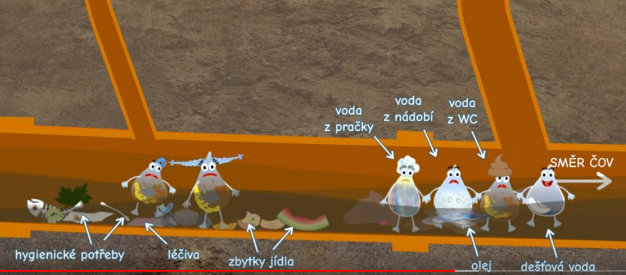 voda
z pračky
voda
z nádobí
voda
z WC
SMĚR ČOV
hygienické potřeby
léčiva
zbytky jídla
olej
dešťová voda